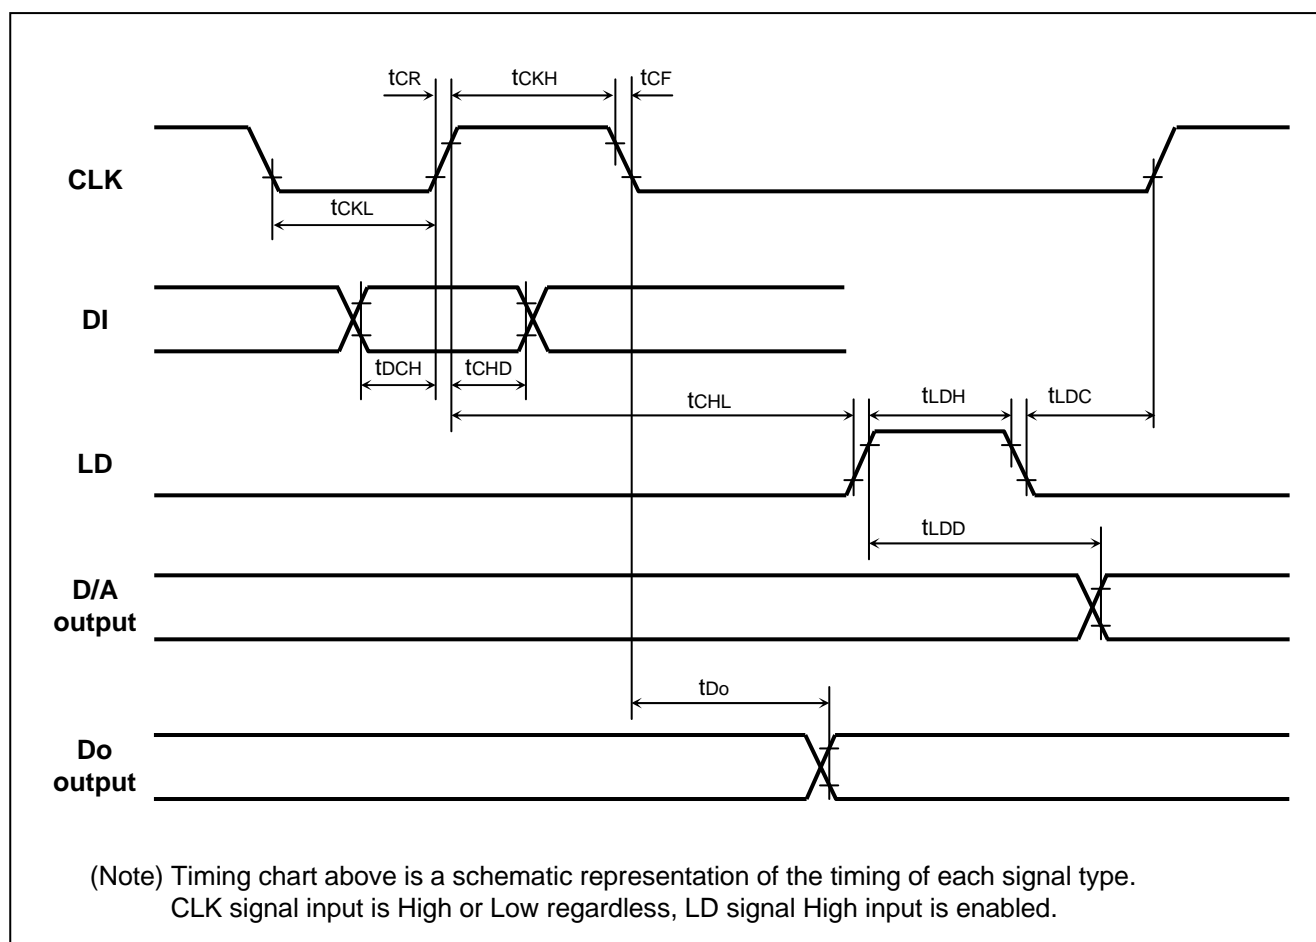 tCR
tCKH
tCF
CLK
tCKL
DI
tDCH
tCHD
tCHL
tLDH
tLDC
LD
tLDD
D/A
output
tDo
Do
output
(Note) Timing chart above is a schematic representation of the timing of each signal type.
CLK signal input is High or Low regardless, LD signal High input is enabled.